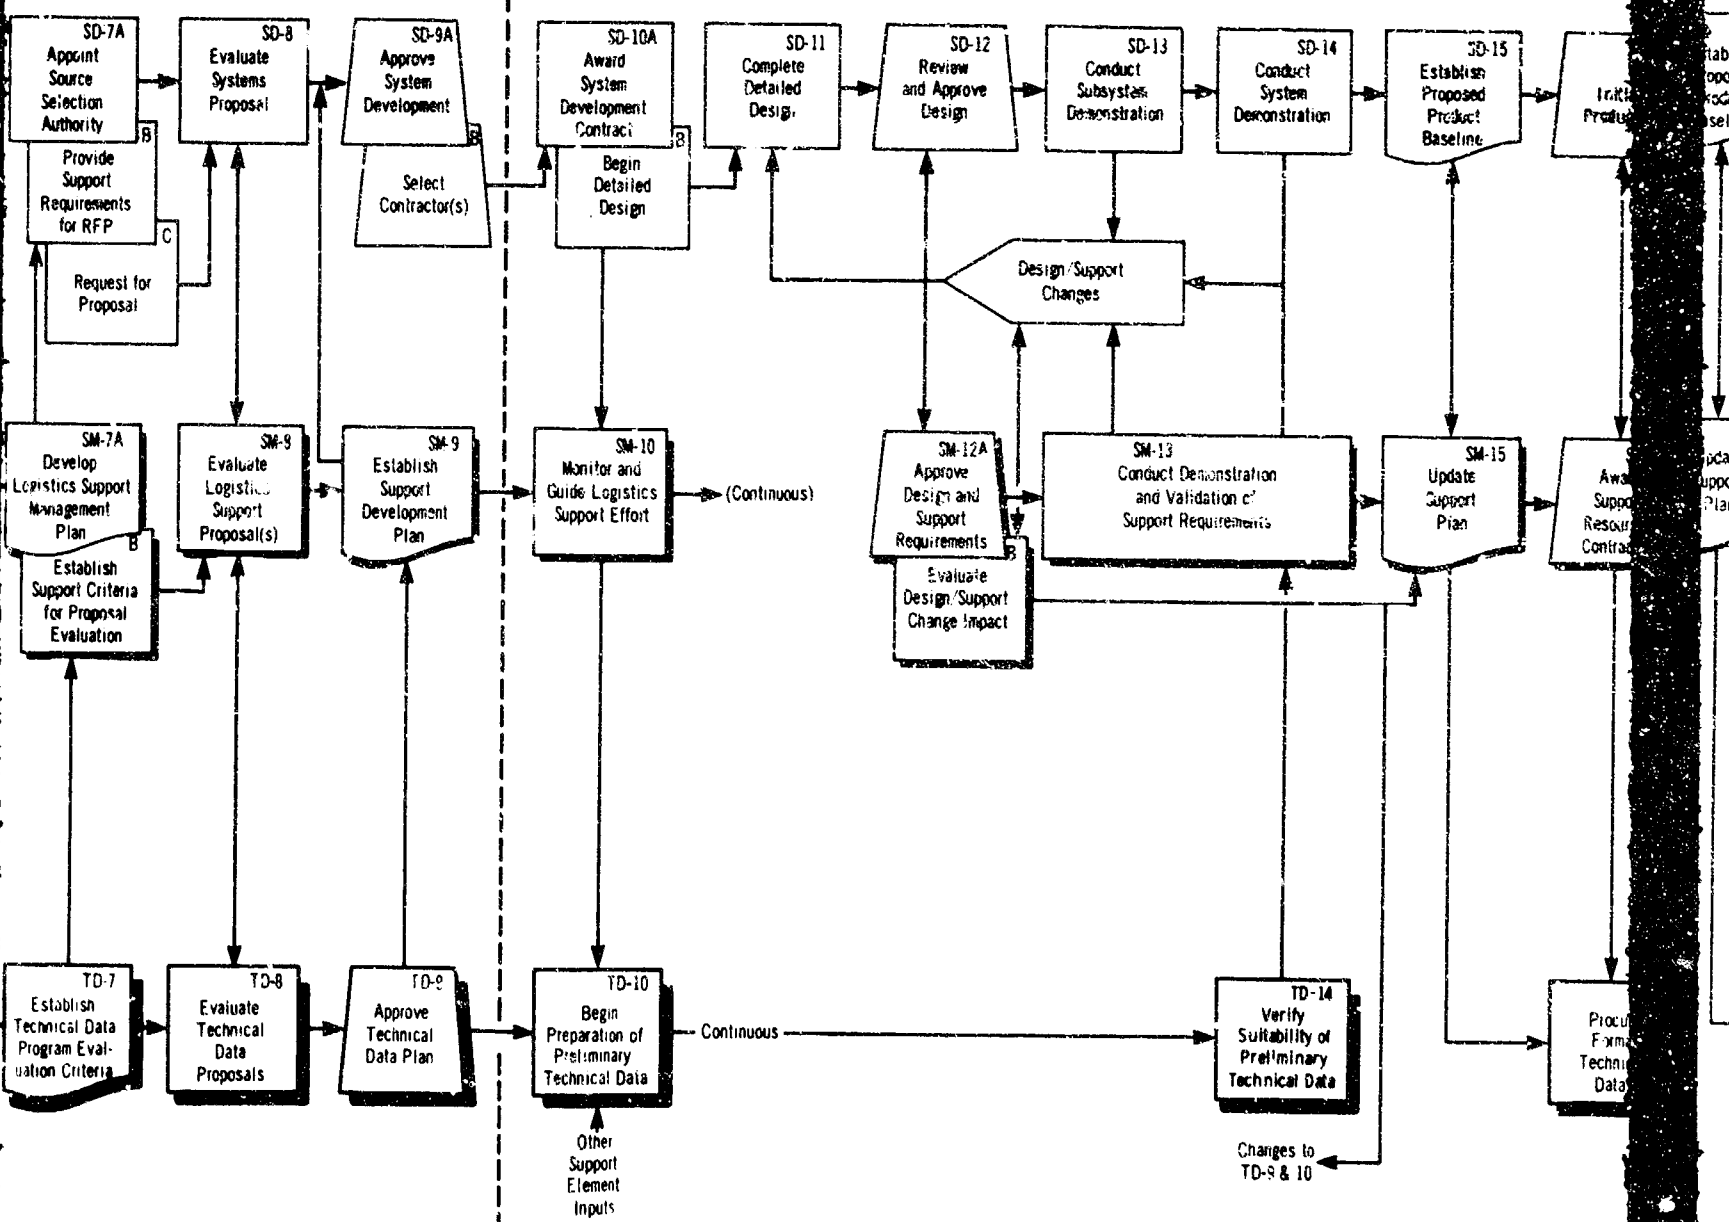 SD-7A
Appoint
Source
Selection
Authority
B
Provide
Support
Requirements
for RFP
C
Request for
Proposal
SD-8
Evaluate
Systems
Proposal
SD-9A
Approve
System
Development
B
Select
Contractor(s)
SD-10A
Award
System
Development
Contract
B
Begin
Detailed
Design
SD-11
Complete
Detailed
Design
SD-12
Review
and Approve
Design
SD-13
Conduct
Subsystem
Demonstration
SD-14
Conduct
System
Demonstration
SD-15
Establish
Proposed
Product
Baseline
Design/Support
Changes
SM-7A
Develop
Logistics Support
Management
Plan
B
Establish
Support Criteria
for Proposal
Evaluation
Evaluate
Logistics
Support
Proposal(s)
SM-9
Establish
Support
Development
Plan
SM-10
Monitor and
Guide Logistics
Support Effort
(Continuous)
SM-12A
Approve
Design and
Support
Requirements
B
Evaluate
Design/Support
Change Impact
SM-13
Conduct Demonstration
and Validation of
Support Requirements
SM-15
Update
Support
Plan
TD-7
Establish
Technical Data
Program Eval-
uation Criteria
TD-8
Evaluate
Technical
Data
Proposals
TD-9
Approve
Technical
Data Plan
TD-10
Begin
Preparation of
Preliminary
Technical Data
Continuous
Other
Support
Element
Inputs
TD-14
Verify
Suitability of
Preliminary
Technical Data
Changes to
TD-9 & 10
Data